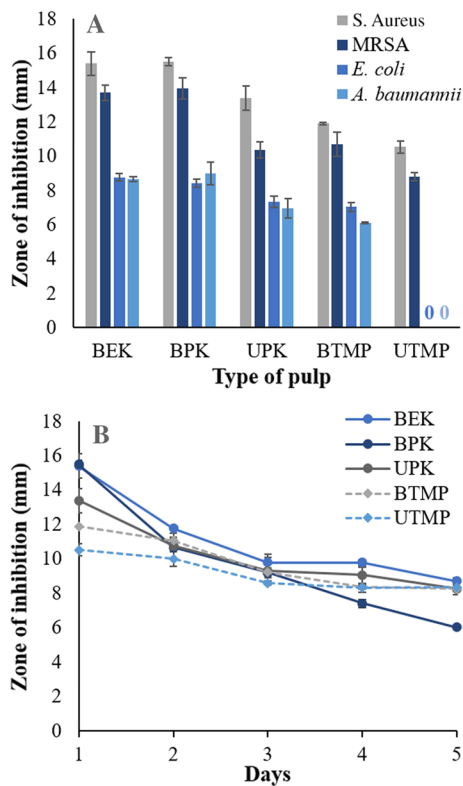 A
S. Aureus
MRSA
E. coli
A. baumannii
Zone of inhibition (mm)
18
16
14
12
10
8
6
4
2
0
0 0
BEK BPK UPK BTMP UTMP
Type of pulp
B
BEK
BPK
UPK
BTMP
UTMP
Zone of inhibition (mm)
18
16
14
12
10
8
6
4
2
0
1 2 3 4 5
Days